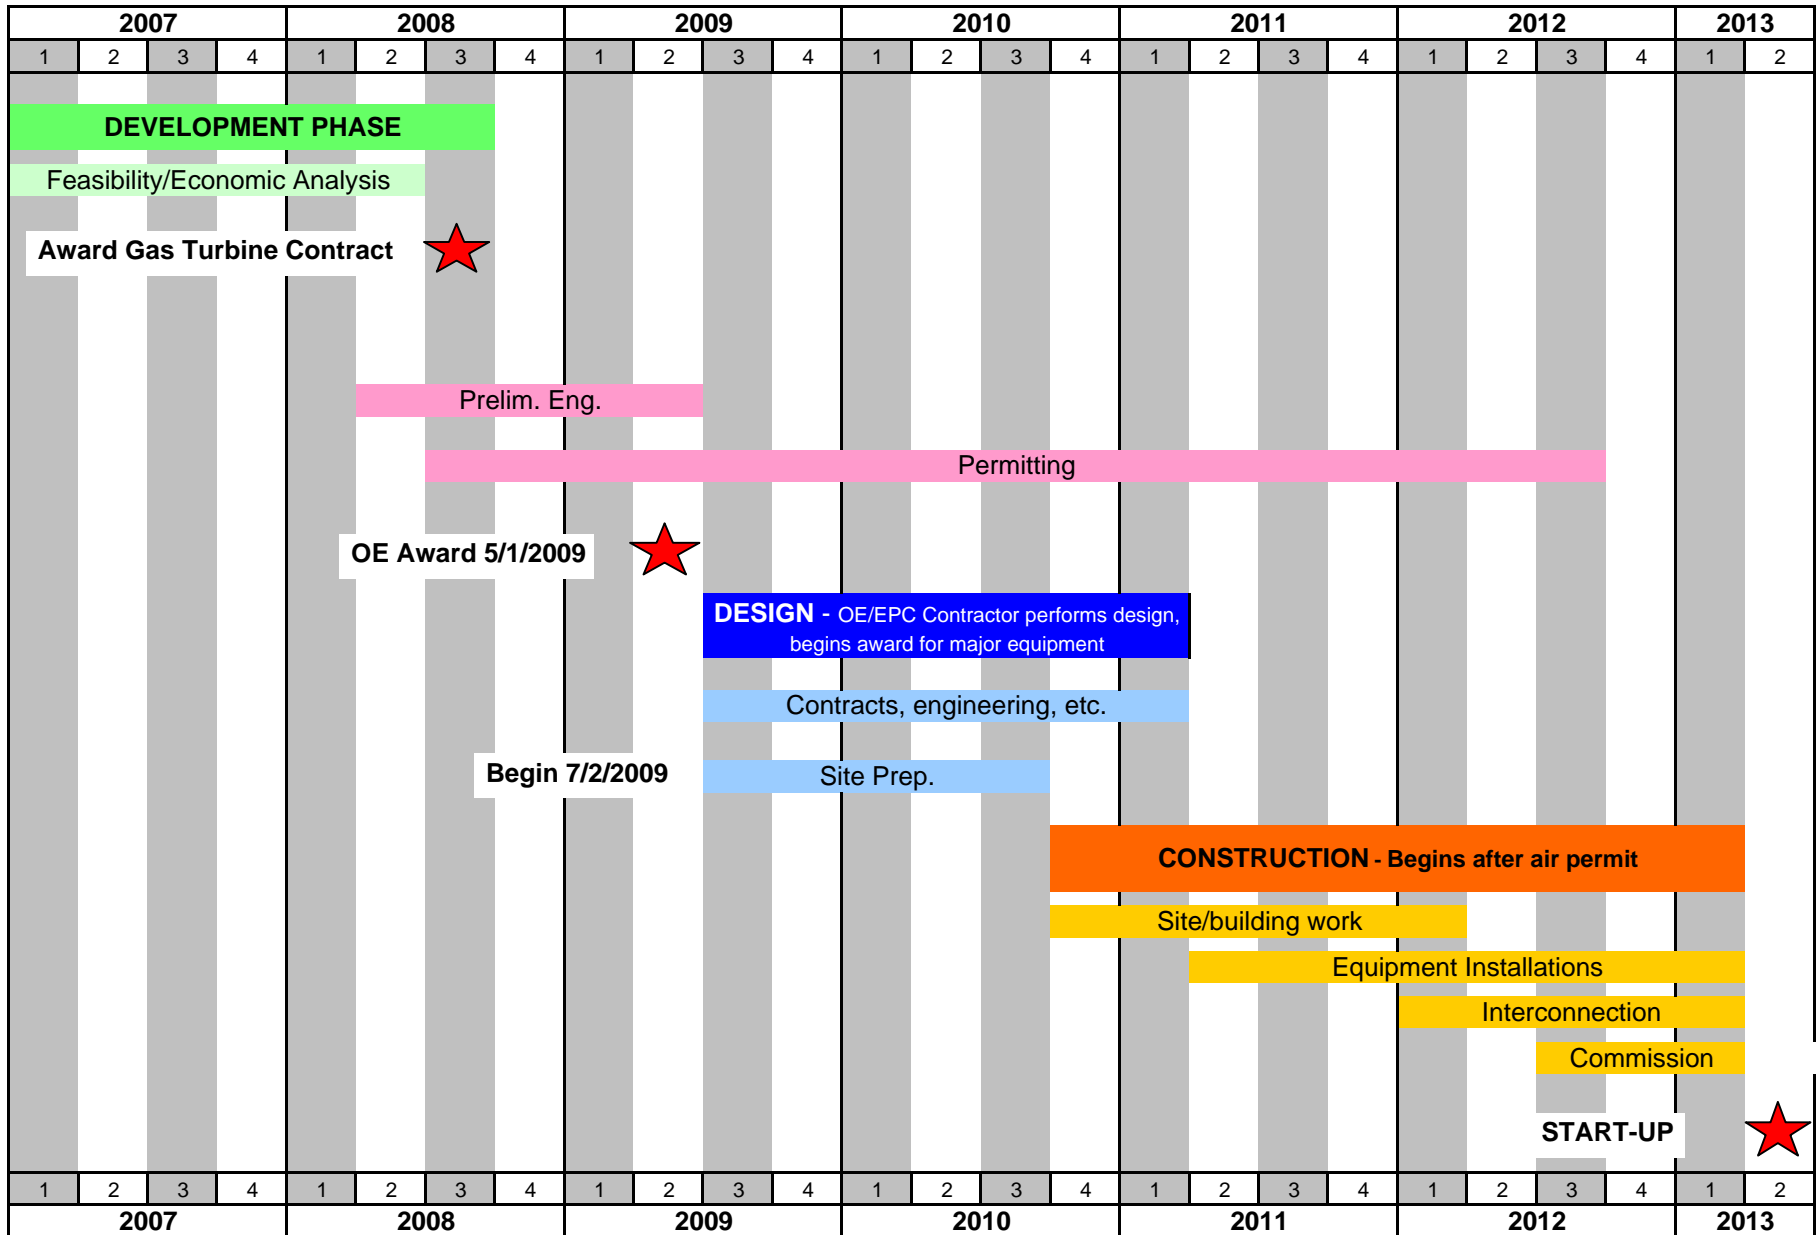 2007 2008 2009 2010 2011 2012 2013
1 2 3 4 1 2 3 4 1 2 3 4 1 2 3 4 1 2 3 4 1 2 3 4 1 2
DEVELOPMENT PHASE
Feasibility/Economic Analysis
Award Gas Turbine Contract
Prelim. Eng.
Permitting
OE Award 5/1/2009
DESIGN - OE/EPC Contractor performs design,
begins award for major equipment
Contracts, engineering, etc.
Begin 7/2/2009 Site Prep.
CONSTRUCTION - Begins after air permit
Site/building work
Equipment Installations
Interconnection
Commission
START-UP
1 2 3 4 1 2 3 4 1 2 3 4 1 2 3 4 1 2 3 4 1 2 3 4 1 2
2007 2008 2009 2010 2011 2012 2013